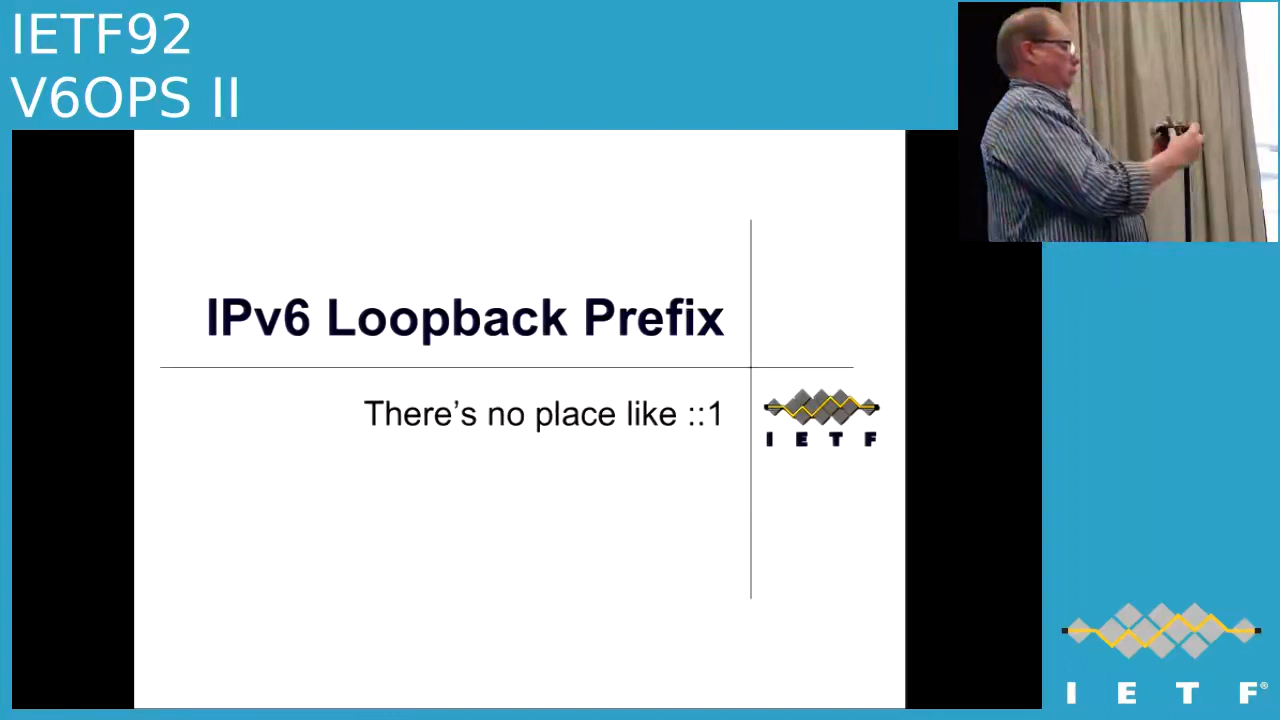 IETF92
V6OPS II
IPv6 Loopback Prefix
There's no place like ::1
I E T F
I E T F®